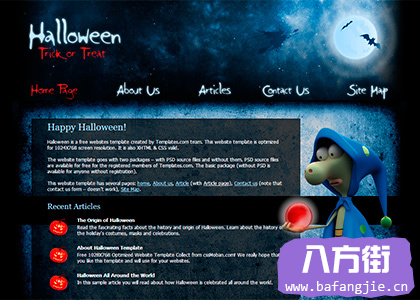 Halloween
Trick or Treat
Home Page
About Us
Articles
Contact Us
Site Map
Happy Halloween!
Halloween is a free websites template created by Templates.com team. This website template is optimized
for 1024X768 screen resolution. It is also XHTML & CSS valid.
The website template goes with two packages – with PSD source files and without them. PSD source files
are available for free for the registered members of Templates.com. The basic package (without PSD is
available for anyone without registration).
This website template has several pages: home, About us, Article (with Article page), Contact us (note that
contact us form – doesn't work), Site Map.
Recent Articles
The Origin of Halloween
Read the fascinating facts about the history and origin of Halloween. Learn about the history of
the holiday's costumes, masks and celebrations.
About Halloween Template
Free 1028X768 Optimized Website Template Collect from cssMoban.com! We really hope that
you like this template and will use for your websites.
Halloween All Around the World
In this sample article you will read about how Halloween is celebrated all around the world.
八方街
www.bafangjie.cn